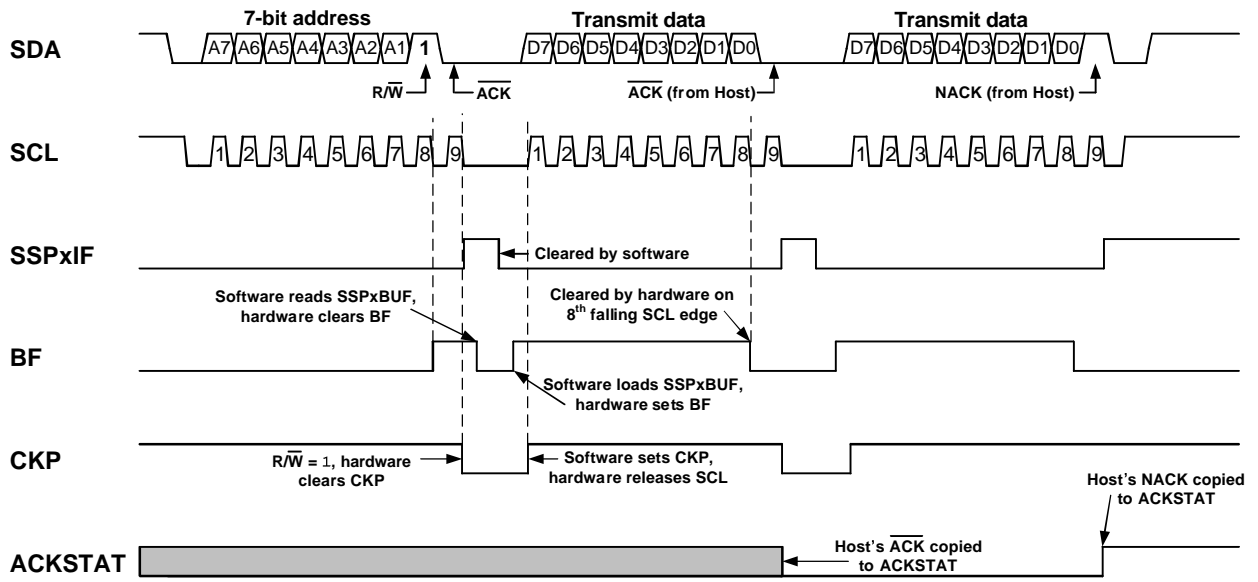 7-bit address Transmit data Transmit data
SDA A7 A6 A5 A4 A3 A2 A1 1 D7 D6 D5 D4 D3 D2 D1 D0 D7 D6 D5 D4 D3 D2 D1 D0
R/W̅ A̅C̅K̅ A̅C̅K̅ (from Host) NACK (from Host)
SCL 1 2 3 4 5 6 7 8 9 1 2 3 4 5 6 7 8 9 1 2 3 4 5 6 7 8 9
SSPxIF
Cleared by software
Software reads SSPxBUF,
hardware clears BF
Cleared by hardware on
8th falling SCL edge
BF
Software loads SSPxBUF,
hardware sets BF
CKP
R/W̅ = 1, hardware
clears CKP
Software sets CKP,
hardware releases SCL
Host's NACK copied
to ACKSTAT
ACKSTAT
Host's A̅C̅K̅ copied
to ACKSTAT